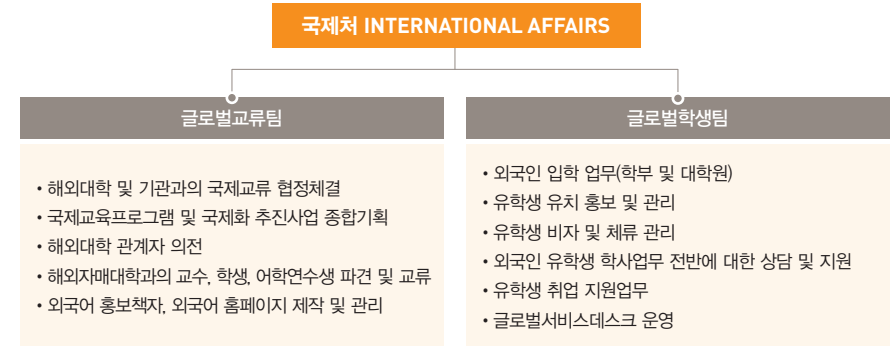 국제처 INTERNATIONAL AFFAIRS
글로벌교류팀
• 해외대학 및 기관과의 국제교류 협정체결
• 국제교육프로그램 및 국제화 추진사업 종합기획
• 해외대학 관계자 의전
• 해외자매대학과의 교수, 학생, 어학연수생 파견 및 교류
• 외국어 홍보책자, 외국어 홈페이지 제작 및 관리
글로벌학생팀
• 외국인 입학 업무(학부 및 대학원)
• 유학생 유치 홍보 및 관리
• 유학생 비자 및 체류 관리
• 외국인 유학생 학사업무 전반에 대한 상담 및 지원
• 유학생 취업 지원업무
• 글로벌서비스데스크 운영